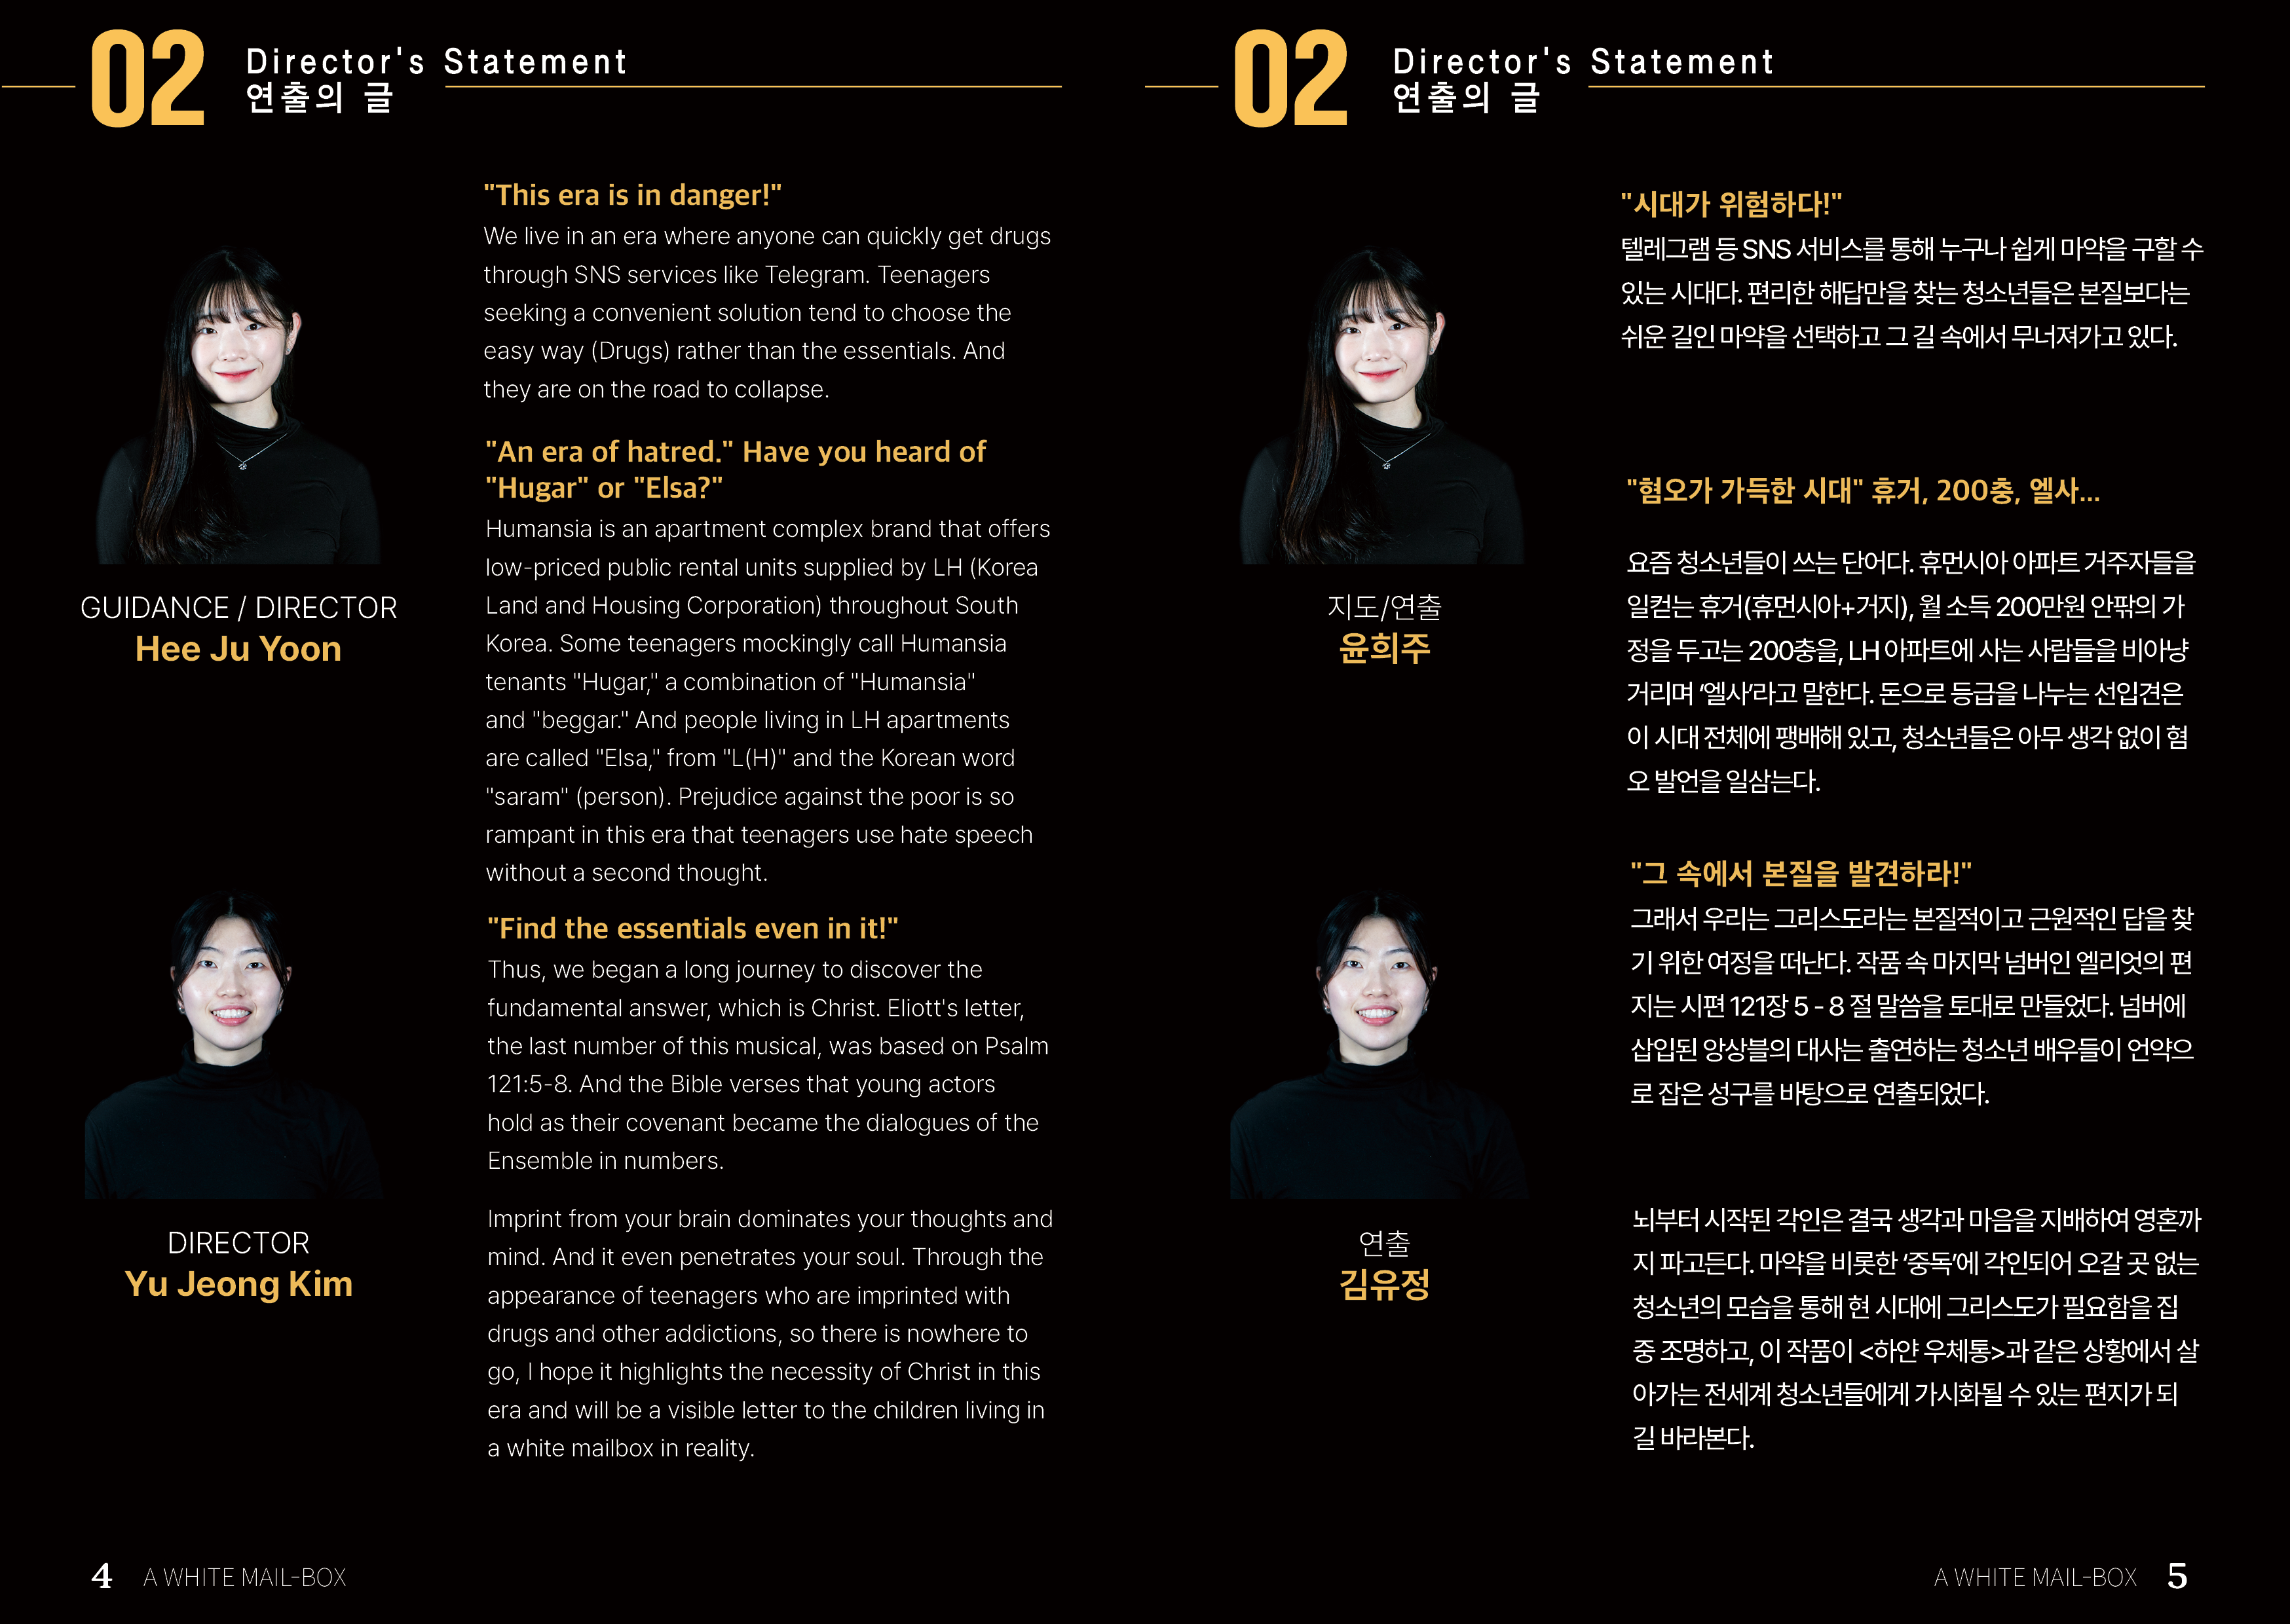 02
Director's Statement
연출의 글
"This era is in danger!"
We live in an era where anyone can quickly get drugs
through SNS services like Telegram. Teenagers
seeking a convenient solution tend to choose the
easy way (Drugs) rather than the essentials. And
they are on the road to collapse.
"An era of hatred." Have you heard of
"Hugar" or "Elsa?"
Humansia is an apartment complex brand that offers
low-priced public rental units supplied by LH (Korea
Land and Housing Corporation) throughout South
Korea. Some teenagers mockingly call Humansia
tenants "Hugar," a combination of "Humansia"
and "beggar." And people living in LH apartments
are called "Elsa," from "L(H)" and the Korean word
"saram" (person). Prejudice against the poor is so
rampant in this era that teenagers use hate speech
without a second thought.
"Find the essentials even in it!"
Thus, we began a long journey to discover the
fundamental answer, which is Christ. Eliott's letter,
the last number of this musical, was based on Psalm
121:5-8. And the Bible verses that young actors
hold as their covenant became the dialogues of the
Ensemble in numbers.
Imprint from your brain dominates your thoughts and
mind. And it even penetrates your soul. Through the
appearance of teenagers who are imprinted with
drugs and other addictions, so there is nowhere to
go, I hope it highlights the necessity of Christ in this
era and will be a visible letter to the children living in
a white mailbox in reality.
GUIDANCE / DIRECTOR
Hee Ju Yoon
DIRECTOR
Yu Jeong Kim
4 A WHITE MAIL-BOX
02
Director's Statement
연출의 글
"시대가 위험하다!"
텔레그램 등 SNS 서비스를 통해 누구나 쉽게 마약을 구할 수
있는 시대다. 편리한 해답만을 찾는 청소년들은 본질보다는
쉬운 길인 마약을 선택하고 그 길 속에서 무너져가고 있다.
"혐오가 가득한 시대" 휴거, 200충, 엘사...
요즘 청소년들이 쓰는 단어다. 휴먼시아 아파트 거주자들을
일컫는 휴거(휴먼시아+거지), 월 소득 200만원 안팎의 가
정을 두고는 200충을, LH 아파트에 사는 사람들을 비아냥
거리며 ‘엘사’라고 말한다. 돈으로 등급을 나누는 선입견은
이 시대 전체에 팽배해 있고, 청소년들은 아무 생각 없이 혐
오 발언을 일삼는다.
"그 속에서 본질을 발견하라!"
그래서 우리는 그리스도라는 본질적이고 근원적인 답을 찾
기 위한 여정을 떠난다. 작품 속 마지막 넘버인 엘리엇의 편
지는 시편 121장 5 - 8 절 말씀을 토대로 만들었다. 넘버에
삽입된 앙상블의 대사는 출연하는 청소년 배우들이 언약으
로 잡은 성구를 바탕으로 연출되었다.
뇌부터 시작된 각인은 결국 생각과 마음을 지배하여 영혼까
지 파고든다. 마약을 비롯한 ‘중독’에 각인되어 오갈 곳 없는
청소년의 모습을 통해 현 시대에 그리스도가 필요함을 집
중 조명하고, 이 작품이 <하얀 우체통>과 같은 상황에서 살
아가는 전세계 청소년들에게 가시화될 수 있는 편지가 되
길 바라본다.
지도/연출
윤희주
연출
김유정
A WHITE MAIL-BOX 5